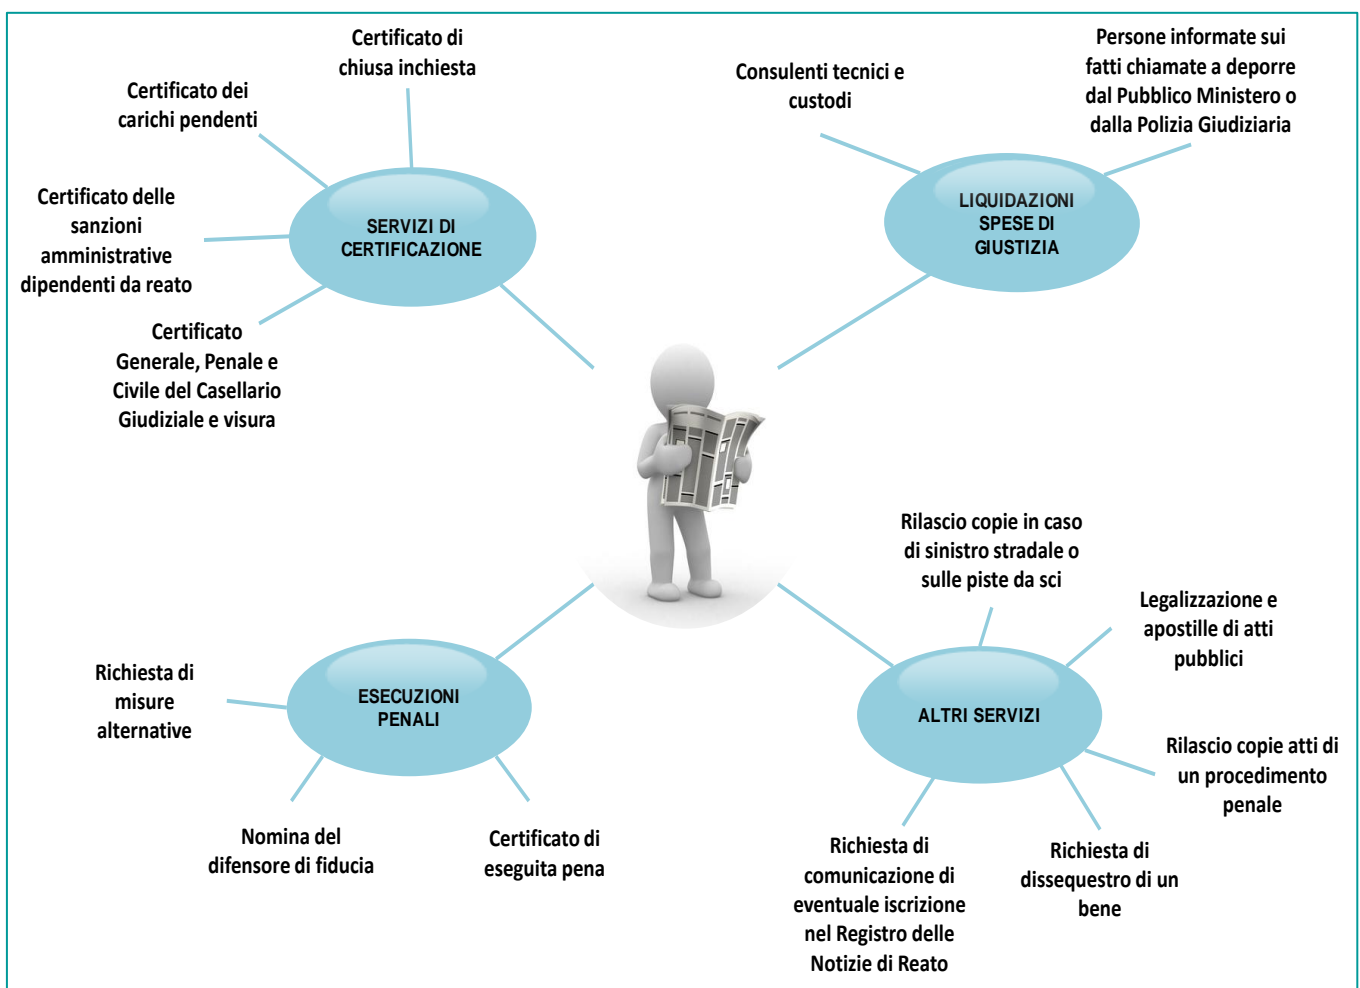 Certificato di
chiusa inchiesta
Certificato dei
carichi pendenti
Certificato delle
sanzioni
amministrative
dipendenti da reato
Certificato
Generale, Penale e
Civile del Casellario
Giudiziale e visura
SERVIZI DI
CERTIFICAZIONE
Consulenti tecnici e
custodi
Persone informate sui
fatti chiamate a deporre
dal Pubblico Ministero o
dalla Polizia Giudiziaria
LIQUIDAZIONI
SPESE DI
GIUSTIZIA
Richiesta di
misure
alternative
ESECUZIONI
PENALI
Nomina del
difensore di fiducia
Certificato di
eseguita pena
Rilascio copie in caso
di sinistro stradale o
sulle piste da sci
Legalizzazione e
apostille di atti
pubblici
ALTRI SERVIZI
Rilascio copie atti di
un procedimento
penale
Richiesta di
comunicazione di
eventuale iscrizione
nel Registro delle
Notizie di Reato
Richiesta di
dissequestro di un
bene